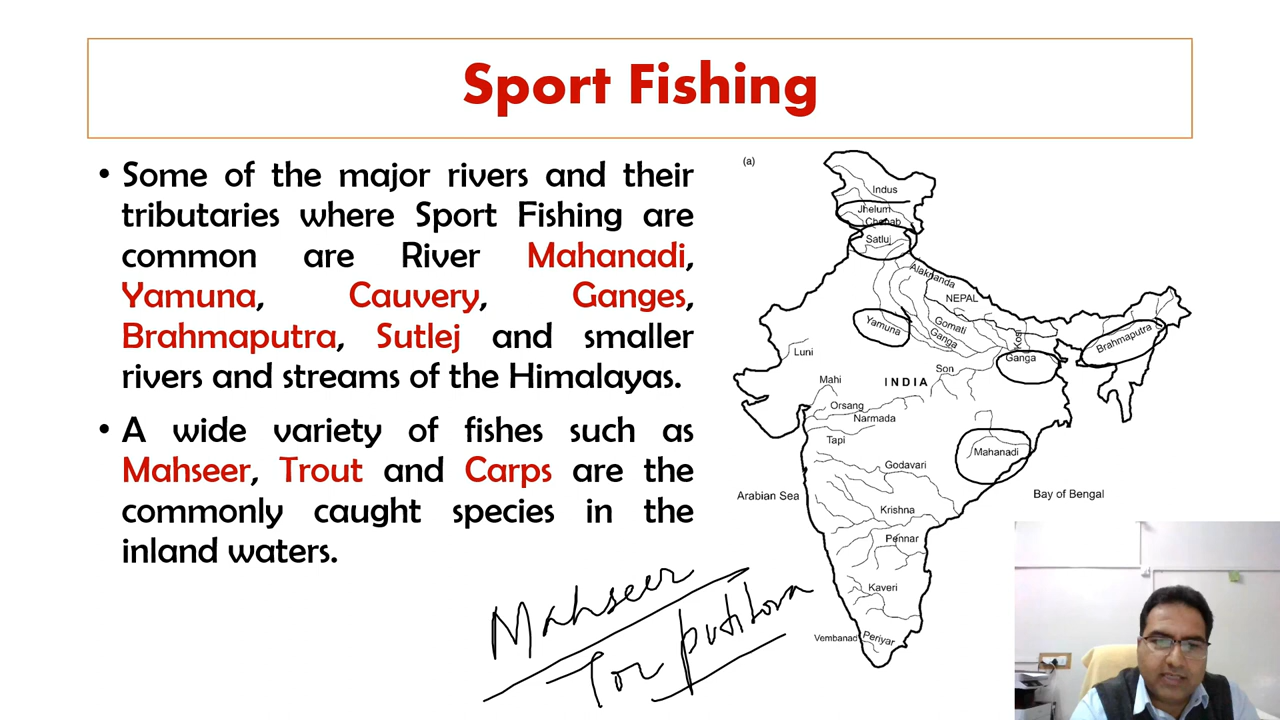 Sport Fishing
• Some of the major rivers and their
tributaries where Sport Fishing are
common are River Mahanadi,
Yamuna, Cauvery, Ganges,
Brahmaputra, Sutlej and smaller
rivers and streams of the Himalayas.
• A wide variety of fishes such as
Mahseer, Trout and Carps are the
commonly caught species in the
inland waters.
Mahseer
Tor putitora
(a)
Indus
Jhelum
Chenab
Satluj
Alaknanda
NEPAL
Yamuna
Gomati
Ganga
Kosi
Brahmaputra
Luni
Ganga
Son
Mahi
INDIA
Orsang
Narmada
Tapi
Mahanadi
Godavari
Arabian Sea
Bay of Bengal
Krishna
Pennar
Kaveri
Vembanad
Periyar